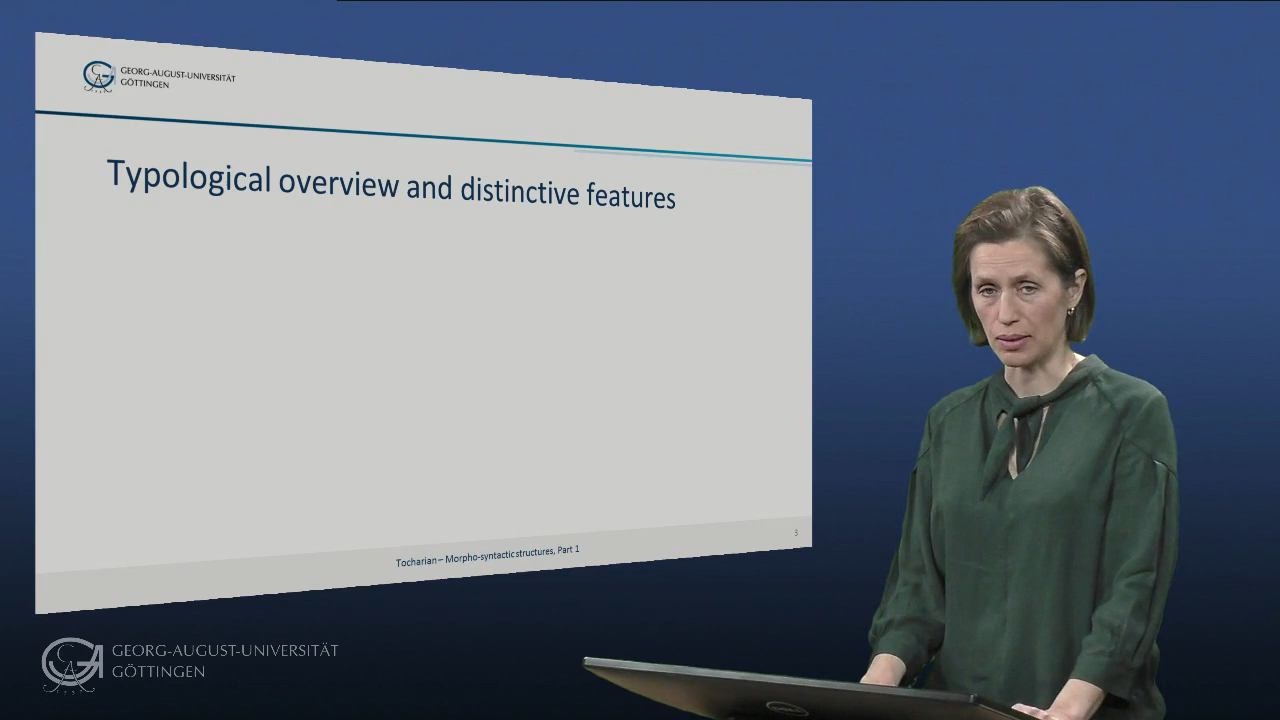 GEORG-AUGUST-UNIVERSITÄT
GÖTTINGEN
Typological overview and distinctive features
Tocharian – Morpho-syntactic structures, Part 1
GEORG-AUGUST-UNIVERSITÄT
GÖTTINGEN